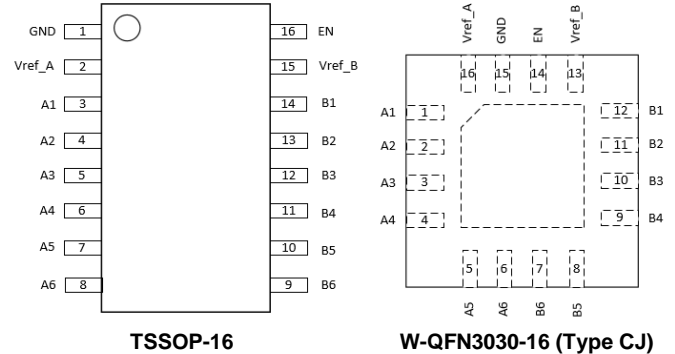 GND 1 16 EN
Vref_A 2 15 Vref_B
A1 3 14 B1
A2 4 13 B2
A3 5 12 B3
A4 6 11 B4
A5 7 10 B5
A6 8 9 B6
TSSOP-16
Vref_A GND EN Vref_B
16 15 14 13
A1 1 12 B1
A2 2 11 B2
A3 3 10 B3
A4 4 9 B4
5 6 7 8
A5 A6 B6 B5
W-QFN3030-16 (Type CJ)